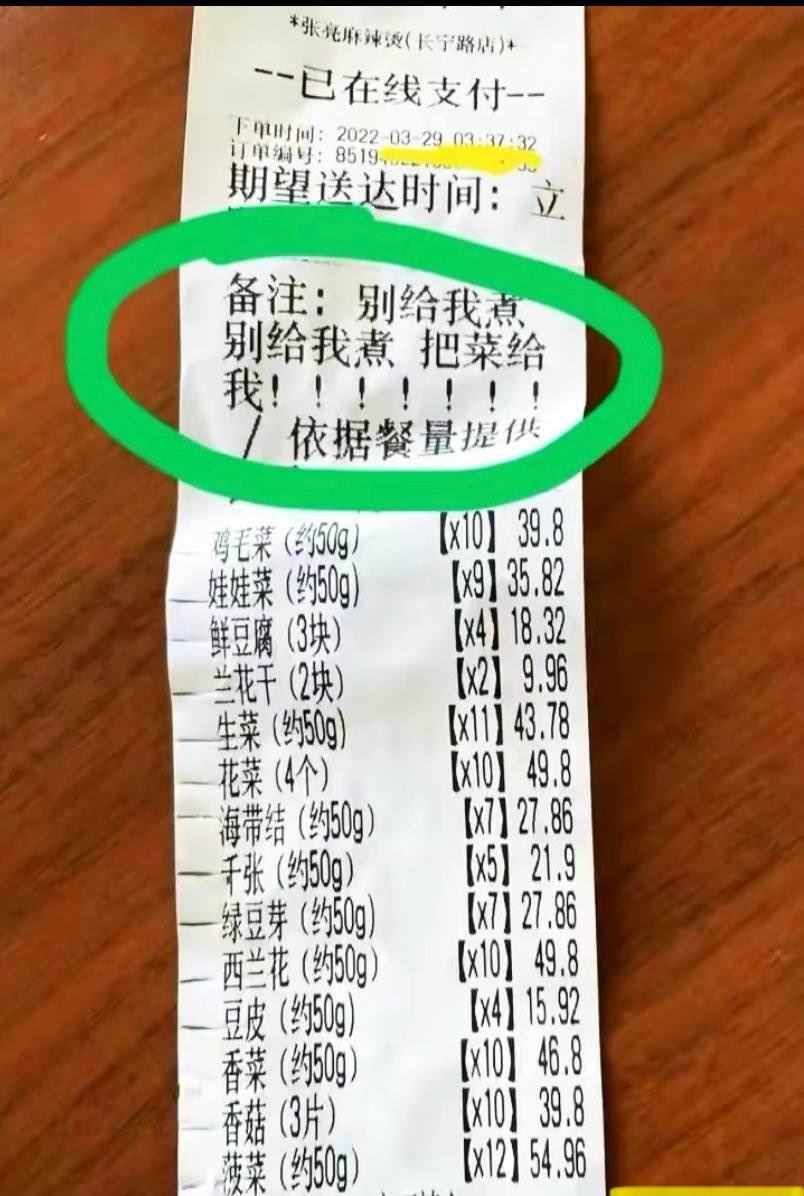 *张亮麻辣烫(长宁路店)*
--已在线支付--
下单时间: 2022-03-29 03:37:32
订单编号: 8519
期望送达时间: 立
备注: 别给我煮
别给我煮 把菜给
我! ! ! ! ! ! !
依据餐量提供
鸡毛菜 (约50g) 【x10】 39.8
娃娃菜 (约50g) 【x9】 35.82
鲜豆腐 (3块) 【x4】 18.32
兰花干 (2块) 【x2】 9.96
生菜 (约50g) 【x11】 43.78
花菜 (4个) 【x10】 49.8
海带结 (约50g) 【x7】 27.86
千张 (约50g) 【x5】 21.9
绿豆芽 (约50g) 【x7】 27.86
西兰花 (约50g) 【x10】 49.8
豆皮 (约50g) 【x4】 15.92
香菜 (约50g) 【x10】 46.8
香菇 (3片) 【x10】 39.8
菠菜 (约50g) 【x12】 54.96